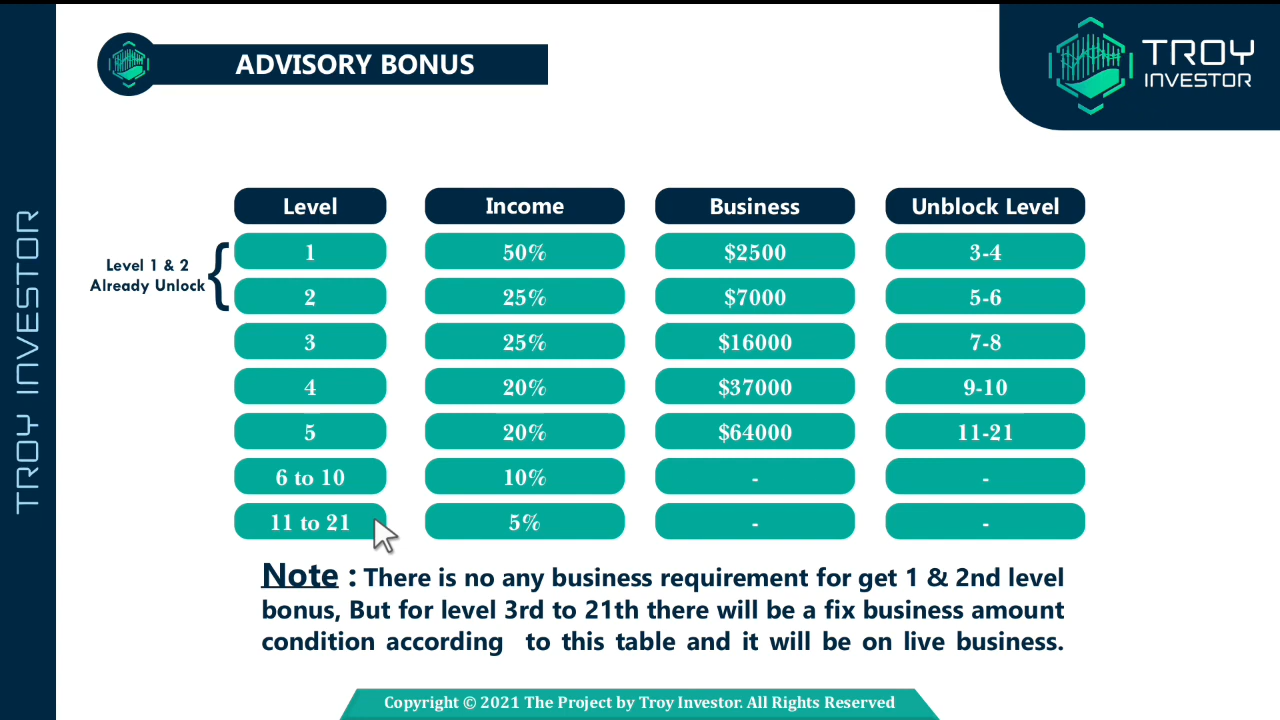 ADVISORY BONUS
TROY
INVESTOR
TROY INVESTOR
Level Income Business Unblock Level
Level 1 & 2
Already Unlock
1 50% $2500 3-4
2 25% $7000 5-6
3 25% $16000 7-8
4 20% $37000 9-10
5 20% $64000 11-21
6 to 10 10% - -
11 to 21 5% - -
Note : There is no any business requirement for get 1 & 2nd level
bonus, But for level 3rd to 21th there will be a fix business amount
condition according to this table and it will be on live business.
Copyright © 2021 The Project by Troy Investor. All Rights Reserved